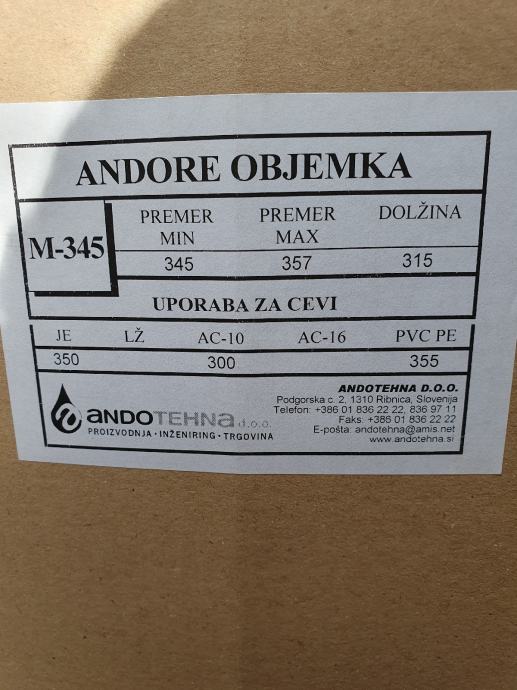 ANDORE OBJEMKA
M-345
PREMER MIN
PREMER MAX
DOLŽINA
345 357 315
UPORABA ZA CEVI
JE LŽ AC-10 AC-16 PVC PE
350 300 355
ANDOTEHNA d.o.o.
PROIZVODNJA • INŽENIRING • TRGOVINA
ANDOTEHNA D.O.O.
Podgorska c. 2, 1310 Ribnica, Slovenija
Telefon: +386 01 836 22 22, 836 97 11
Faks: +386 01 836 22 22
E-pošta: andotehna@amis.net
www.andotehna.si